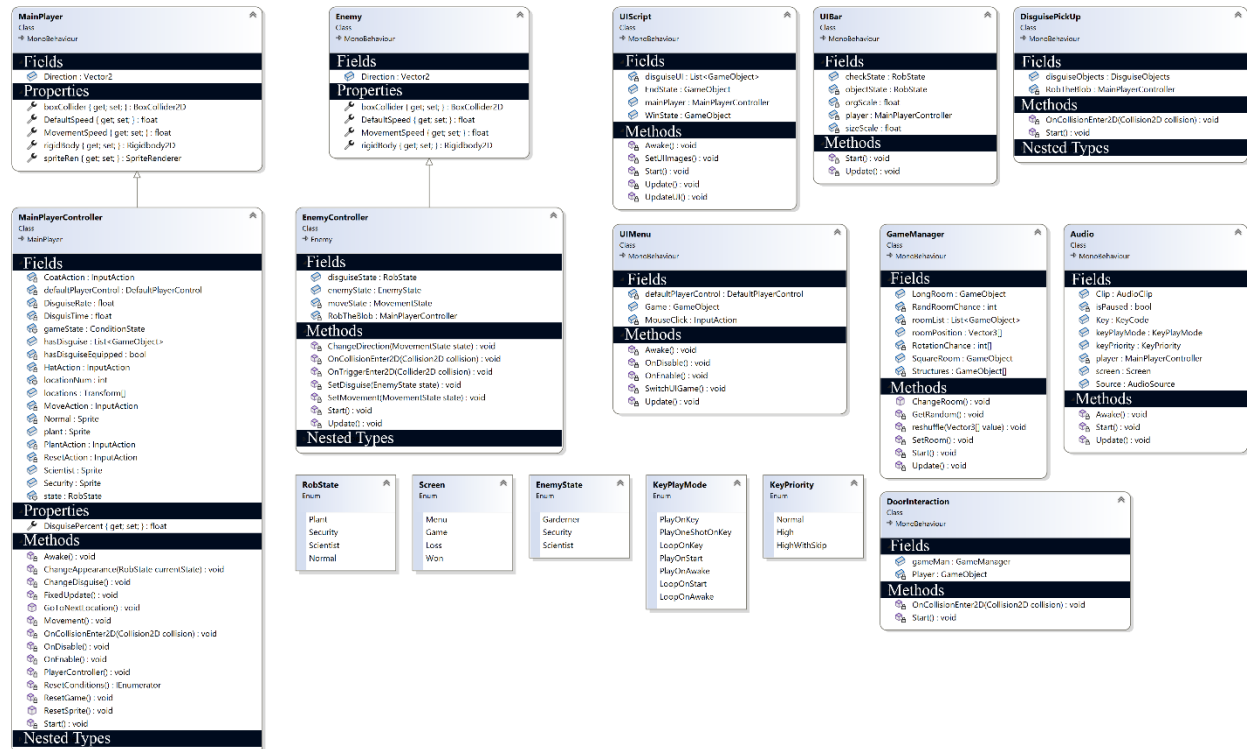 MainPlayer
Class
MonoBehaviour
Fields
Direction : Vector2
Properties
boxCollider { get; set; } : BoxCollider2D
DefaultSpeed { get; set; } : float
MovementSpeed { get; set; } : float
rigidBody { get; set; } : Rigidbody2D
spriteRen { get; set; } : SpriteRenderer
Enemy
Class
MonoBehaviour
Fields
Direction : Vector2
Properties
boxCollider { get; set; } : BoxCollider2D
DefaultSpeed { get; set; } : float
MovementSpeed { get; set; } : float
rigidBody { get; set; } : Rigidbody2D
UIScript
Class
MonoBehaviour
Fields
disguiseUI : List<GameObject>
EndState : GameObject
mainPlayer : MainPlayerController
WinState : GameObject
Methods
Awake() : void
SetUIImages() : void
Start() : void
Update() : void
UpdateUI() : void
UIBar
Class
MonoBehaviour
Fields
checkState : RobState
objectState : RobState
orgScale : float
player : MainPlayerController
sizeScale : float
Methods
Start() : void
Update() : void
DisguisePickUp
Class
MonoBehaviour
Fields
disguiseObjects : DisguiseObjects
RobTheBlob : MainPlayerController
Methods
OnCollisionEnter2D(Collision2D collision) : void
Start() : void
Nested Types
MainPlayerController
Class
MainPlayer
Fields
CoatAction : InputAction
defaultPlayerControl : DefaultPlayerControl
DisguiseRate : float
DisguisTime : float
gameState : ConditionState
hasDisguise : List<GameObject>
hasDisguiseEquipped : bool
HatAction : InputAction
locationNum : int
locations : Transform[]
MoveAction : InputAction
Normal : Sprite
plant : Sprite
PlantAction : InputAction
ResetAction : InputAction
Scientist : Sprite
Security : Sprite
state : RobState
Properties
DisguisePercent { get; set; } : float
Methods
Awake() : void
ChangeAppearance(RobState currentState) : void
ChangeDisguise() : void
FixedUpdate() : void
GoToNextLocation() : void
Movement() : void
OnCollisionEnter2D(Collision2D collision) : void
OnDisable() : void
OnEnable() : void
PlayerController() : void
ResetConditions() : IEnumerator
ResetGame() : void
ResetSprite() : void
Start() : void
Nested Types
EnemyController
Class
Enemy
Fields
disguiseState : RobState
enemyState : EnemyState
moveState : MovementState
RobTheBlob : MainPlayerController
Methods
ChangeDirection(MovementState state) : void
OnCollisionEnter2D(Collision2D collision) : void
OnTriggerEnter2D(Collider2D collision) : void
SetDisguise(EnemyState state) : void
SetMovement(MovementState state) : void
Start() : void
Update() : void
Nested Types
UIMenu
Class
MonoBehaviour
Fields
defaultPlayerControl : DefaultPlayerControl
Game : GameObject
MouseClick : InputAction
Methods
Awake() : void
OnDisable() : void
OnEnable() : void
SwitchUIGame() : void
Update() : void
GameManager
Class
MonoBehaviour
Fields
LongRoom : GameObject
RandRoomChance : int
roomList : List<GameObject>
roomPosition : Vector3[]
RotationChance : int[]
SquareRoom : GameObject
Structures : GameObject[]
Methods
ChangeRoom() : void
GetRandom() : void
reshuffle(Vector3[] value) : void
SetRoom() : void
Start() : void
Update() : void
Audio
Class
MonoBehaviour
Fields
Clip : AudioClip
isPaused : bool
Key : KeyCode
keyPlayMode : KeyPlayMode
keyPriority : KeyPriority
player : MainPlayerController
screen : Screen
Source : AudioSource
Methods
Awake() : void
Start() : void
Update() : void
RobState
Enum
Plant
Security
Scientist
Normal
Screen
Enum
Menu
Game
Loss
Won
EnemyState
Enum
Garderner
Security
Scientist
KeyPlayMode
Enum
PlayOnKey
PlayOneShotOnKey
LoopOnKey
PlayOnStart
PlayOnAwake
LoopOnStart
LoopOnAwake
KeyPriority
Enum
Normal
High
HighWithSkip
DoorInteraction
Class
MonoBehaviour
Fields
gameMan : GameManager
Player : GameObject
Methods
OnCollisionEnter2D(Collision2D collision) : void
Start() : void